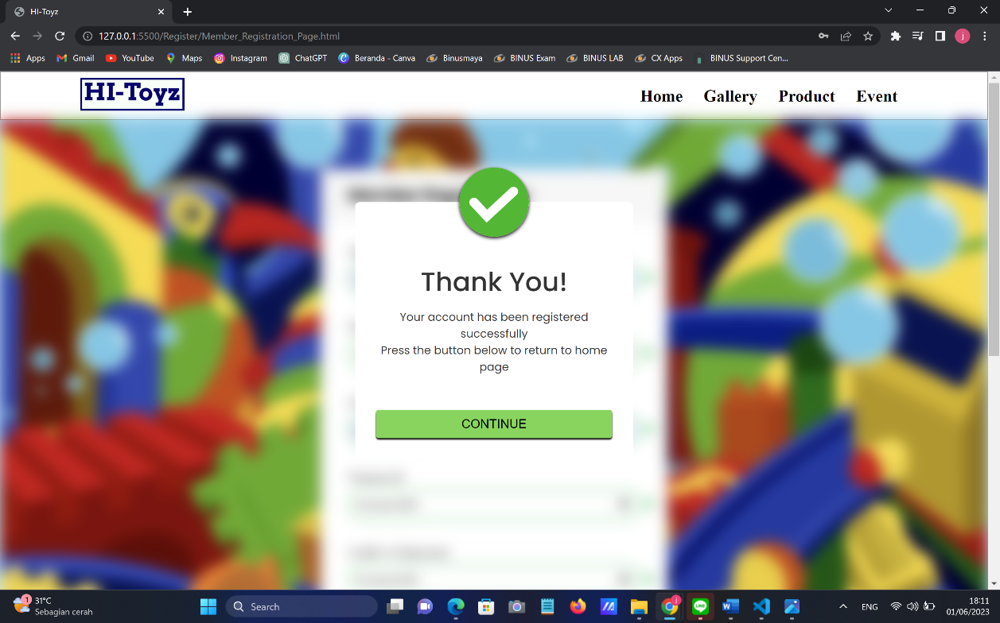 HI-Toyz
127.0.0.1:5500/Register/Member_Registration_Page.html
j
Apps
Gmail
YouTube
Maps
Instagram
ChatGPT
Beranda - Canva
Binusmaya
BINUS Exam
BINUS LAB
CX Apps
BINUS Support Cen...
HI-Toyz
Home
Gallery
Product
Event
Thank You!
Your account has been registered
successfully
Press the button below to return to home
page
CONTINUE
1
31°C
Sebagian cerah
Search
ENG
18:11
01/06/2023